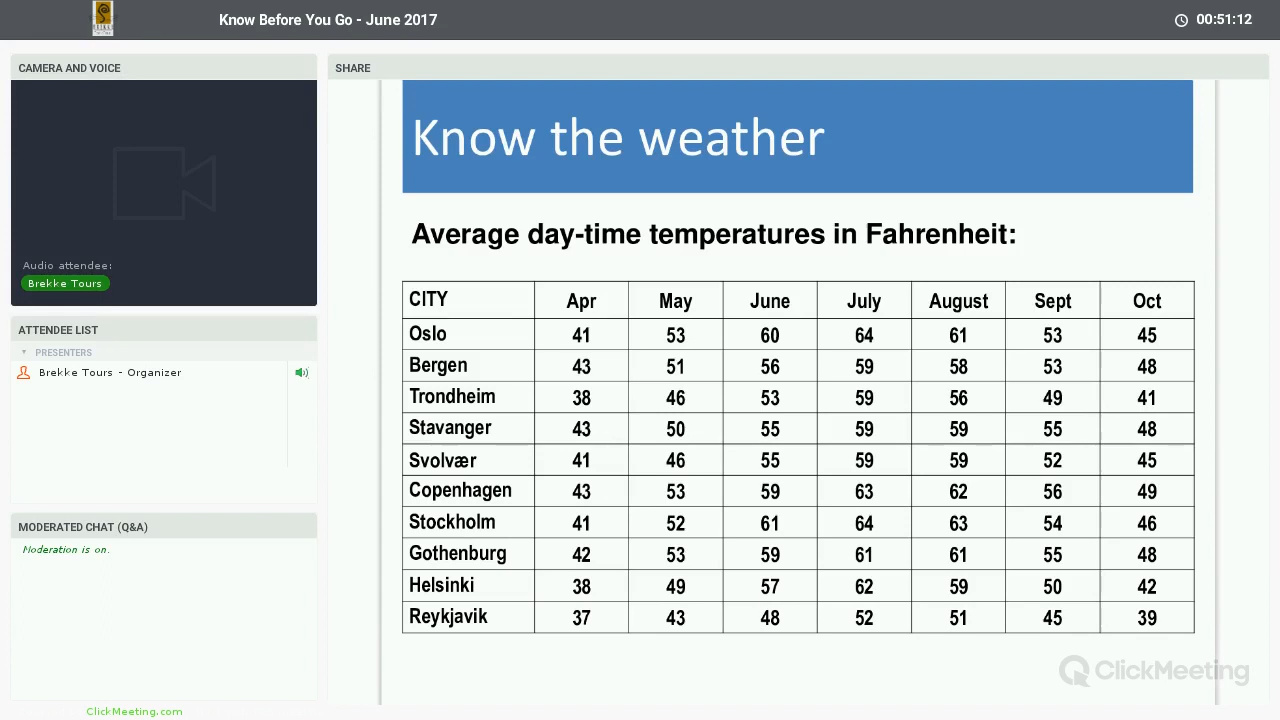 Know Before You Go - June 2017
00:51:12
CAMERA AND VOICE
Audio attendee:
Brekke Tours
ATTENDEE LIST
PRESENTERS
Brekke Tours - Organizer
MODERATED CHAT (Q&A)
Moderation is on.
ClickMeeting.com
SHARE
Know the weather
Average day-time temperatures in Fahrenheit:
CITY Apr May June July August Sept Oct
Oslo 41 53 60 64 61 53 45
Bergen 43 51 56 59 58 53 48
Trondheim 38 46 53 59 56 49 41
Stavanger 43 50 55 59 59 55 48
Svolvær 41 46 55 59 59 52 45
Copenhagen 43 53 59 63 62 56 49
Stockholm 41 52 61 64 63 54 46
Gothenburg 42 53 59 61 61 55 48
Helsinki 38 49 57 62 59 50 42
Reykjavik 37 43 48 52 51 45 39
ClickMeeting